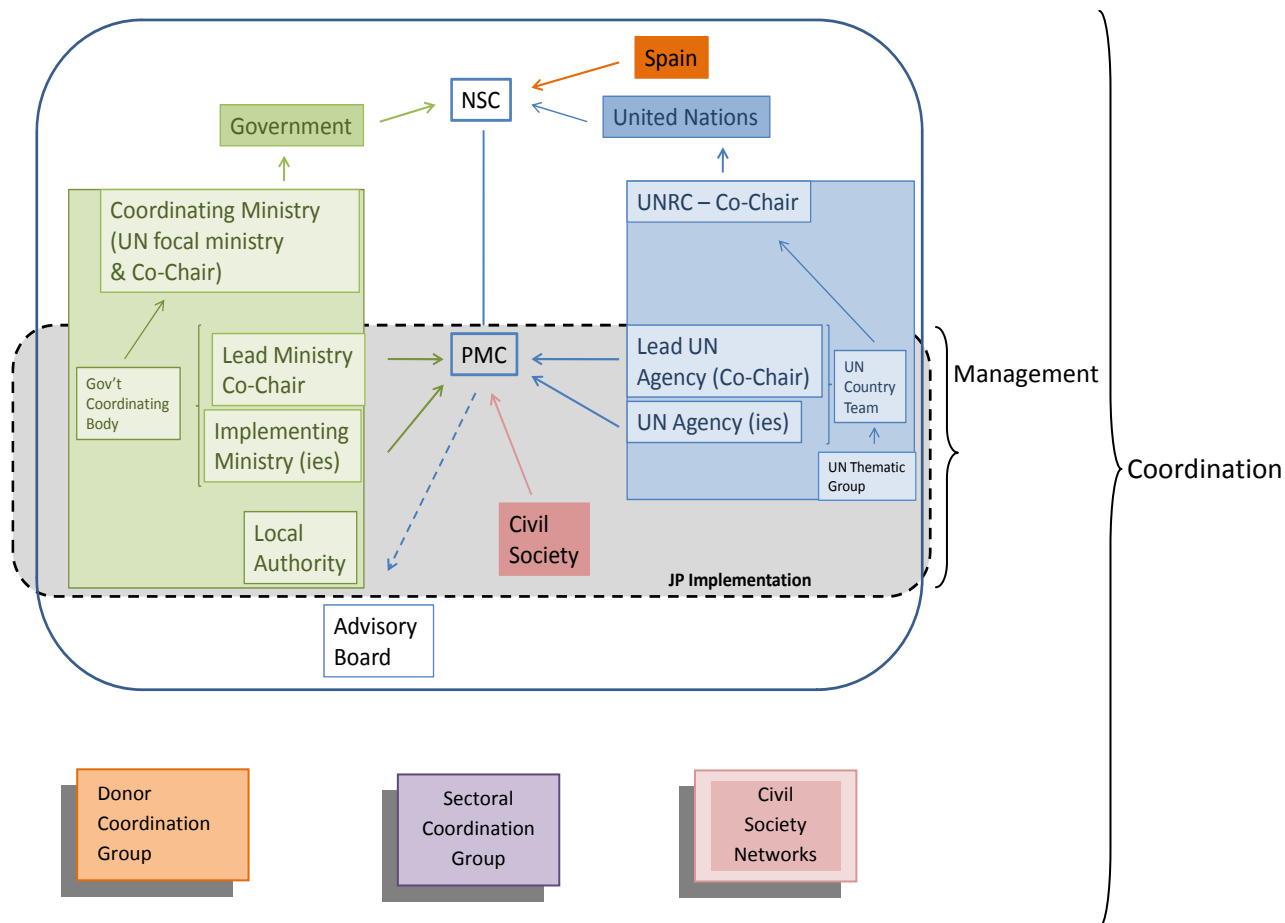 Spain
NSC
Government
United Nations
Coordinating Ministry
(UN focal ministry
& Co-Chair)
UNRC – Co-Chair
PMC
Lead Ministry
Co-Chair
Lead UN
Agency (Co-Chair)
Gov't
Coordinating
Body
UN
Country
Team
Management
Implementing
Ministry (ies)
UN Agency (ies)
UN Thematic
Group
Coordination
Local
Authority
Civil
Society
JP Implementation
Advisory
Board
Donor
Coordination
Group
Sectoral
Coordination
Group
Civil
Society
Networks